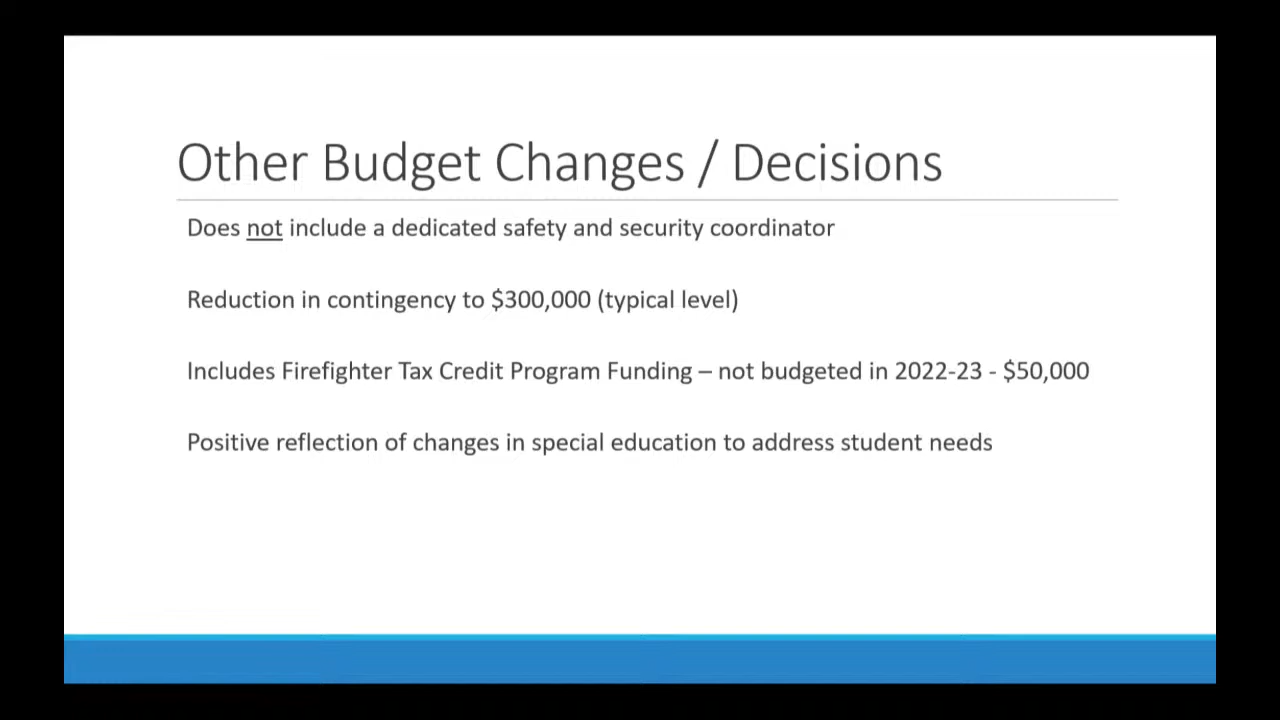 Other Budget Changes / Decisions
Does not include a dedicated safety and security coordinator
Reduction in contingency to $300,000 (typical level)
Includes Firefighter Tax Credit Program Funding – not budgeted in 2022-23 - $50,000
Positive reflection of changes in special education to address student needs